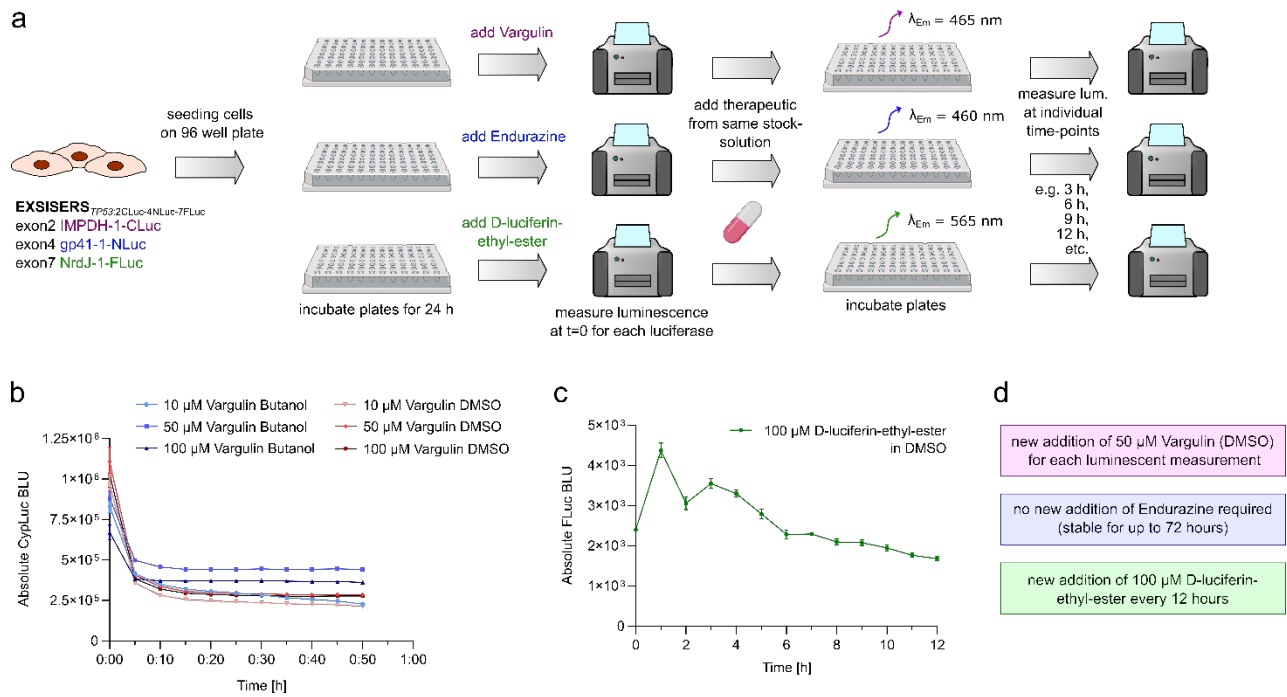 a
seeding cells
on 96 well plate
EXSISERS TP53:2CLuc-4NLuc-7FLuc
exon2 IMPDH-1-CLuc
exon4 gp41-1-NLuc
exon7 NrdJ-1-FLuc
add Vargulin
add Endurazine
add D-luciferin-
ethyl-ester
incubate plates for 24 h
measure luminescence
at t=0 for each luciferase
add therapeutic
from same stock-
solution
λEm = 465 nm
λEm = 460 nm
λEm = 565 nm
incubate plates
measure lum.
at individual
time-points
e.g. 3 h,
6 h,
9 h,
12 h,
etc.
b
10 µM Vargulin Butanol
50 µM Vargulin Butanol
100 µM Vargulin Butanol
10 µM Vargulin DMSO
50 µM Vargulin DMSO
100 µM Vargulin DMSO
Absolute CypLuc BLU
1.25×10⁶
1×10⁶
7.5×10⁵
5×10⁵
2.5×10⁵
0
0:00 0:10 0:20 0:30 0:40 0:50 1:00
Time [h]
c
100 µM D-luciferin-ethyl-ester
in DMSO
Absolute FLuc BLU
5×10³
4×10³
3×10³
2×10³
1×10³
0
0 2 4 6 8 10 12
Time [h]
d
new addition of 50 µM Vargulin (DMSO)
for each luminescent measurement
no new addition of Endurazine required
(stable for up to 72 hours)
new addition of 100 µM D-luciferin-
ethyl-ester every 12 hours